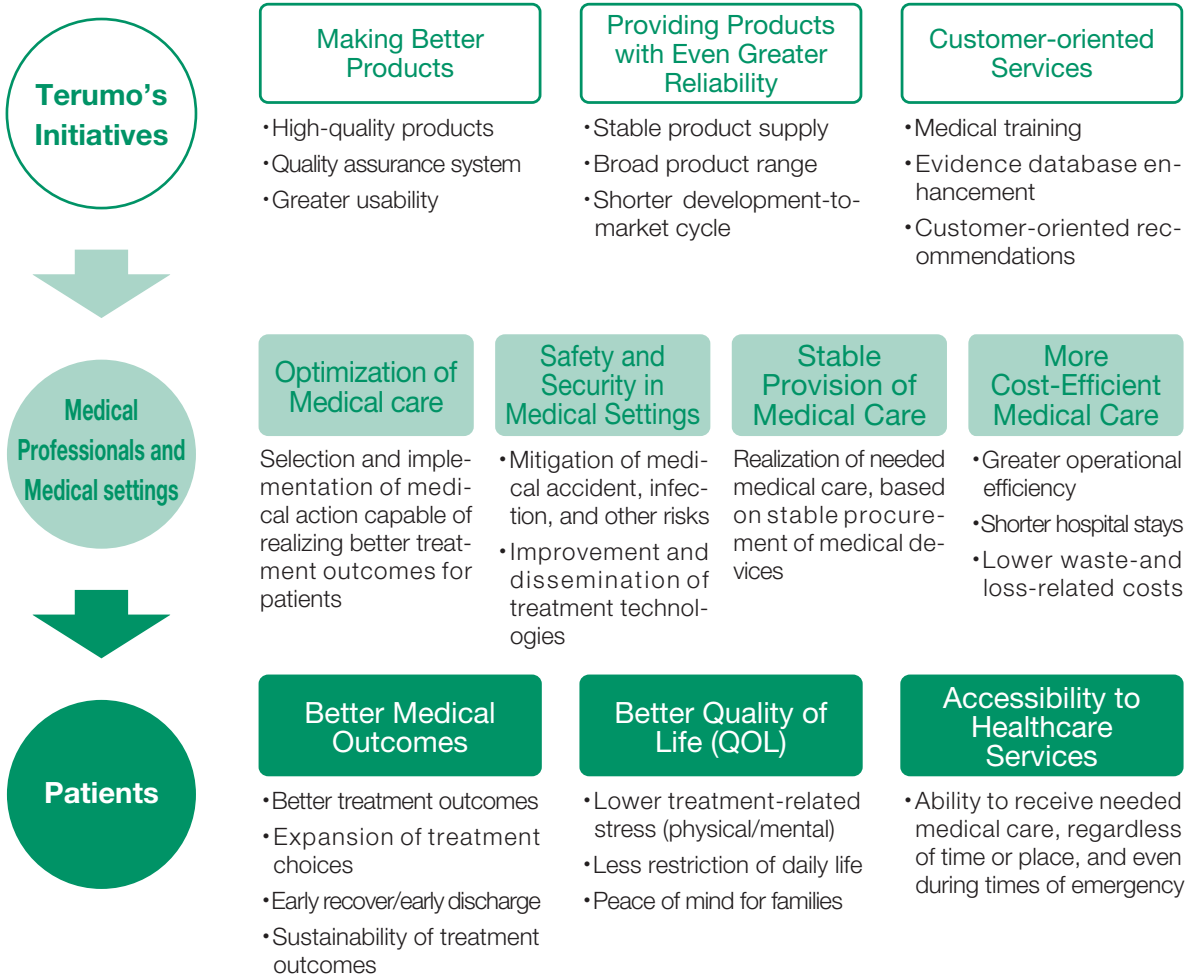 Terumo's
Initiatives
Making Better
Products
・High-quality products
・Quality assurance system
・Greater usability
Providing Products
with Even Greater
Reliability
・Stable product supply
・Broad product range
・Shorter development-to-
market cycle
Customer-oriented
Services
・Medical training
・Evidence database en-
hancement
・Customer-oriented rec-
ommendations
Medical
Professionals and
Medical settings
Optimization of
Medical care
Selection and imple-
mentation of medi-
cal action capable of
realizing better treat-
ment outcomes for
patients
Safety and
Security in
Medical Settings
・Mitigation of medi-
cal accident, infec-
tion, and other risks
・Improvement and
dissemination of
treatment technol-
ogies
Stable
Provision of
Medical Care
Realization of needed
medical care, based
on stable procure-
ment of medical de-
vices
More
Cost-Efficient
Medical Care
・Greater operational
efficiency
・Shorter hospital stays
・Lower waste-and
loss-related costs
Patients
Better Medical
Outcomes
・Better treatment outcomes
・Expansion of treatment
choices
・Early recover/early discharge
・Sustainability of treatment
outcomes
Better Quality of
Life (QOL)
・Lower treatment-related
stress (physical/mental)
・Less restriction of daily life
・Peace of mind for families
Accessibility to
Healthcare
Services
・Ability to receive needed
medical care, regardless
of time or place, and even
during times of emergency